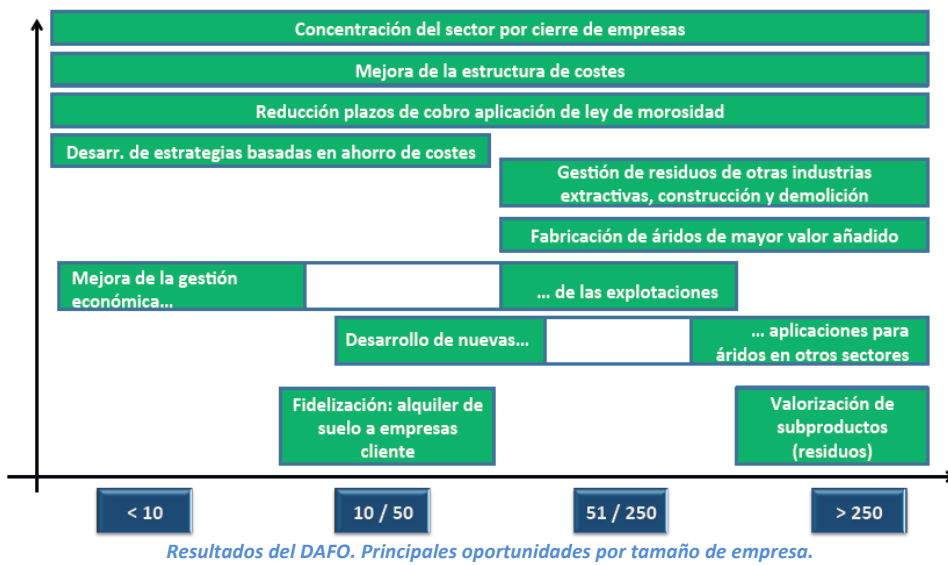 Concentración del sector por cierre de empresas
Mejora de la estructura de costes
Reducción plazos de cobro aplicación de ley de morosidad
Desarr. de estrategias basadas en ahorro de costes
Gestión de residuos de otras industrias
extractivas, construcción y demolición
Fabricación de áridos de mayor valor añadido
Mejora de la gestión
económica...
... de las explotaciones
Desarrollo de nuevas...
... aplicaciones para
áridos en otros sectores
Fidelización: alquiler de
suelo a empresas
cliente
Valorización de
subproductos
(residuos)
< 10
10 / 50
51 / 250
> 250
Resultados del DAFO. Principales oportunidades por tamaño de empresa.